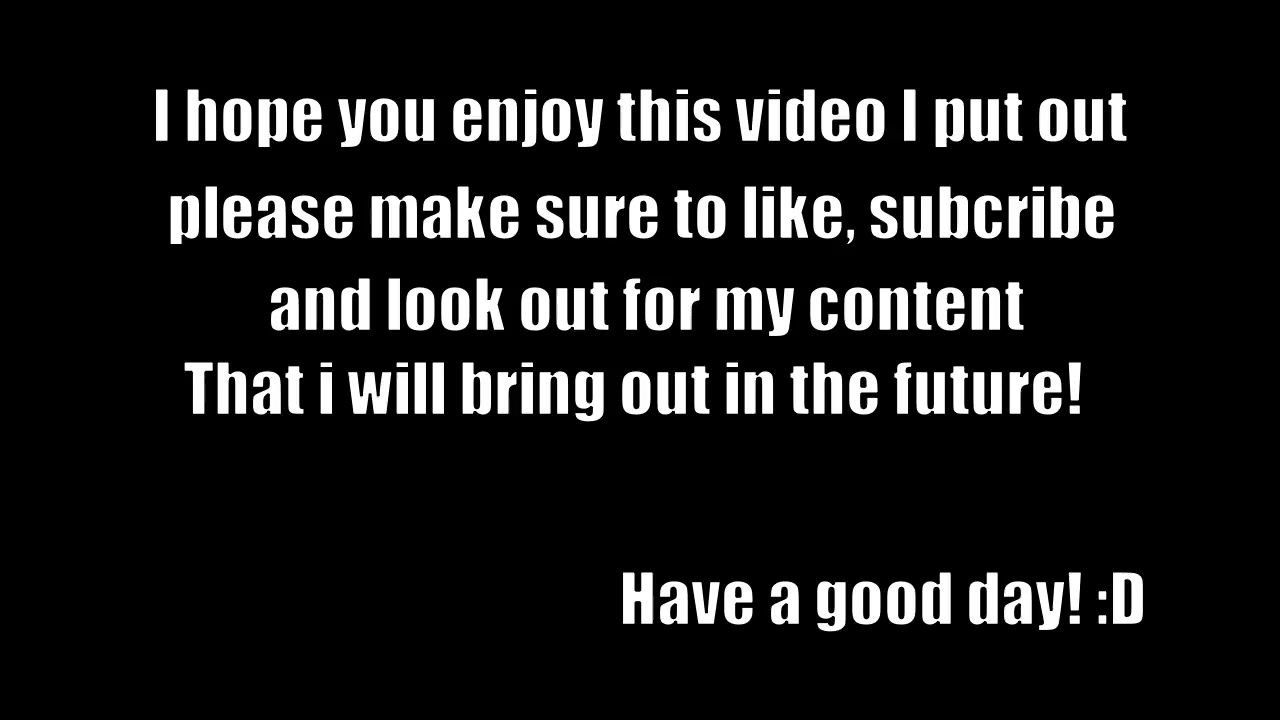 I hope you enjoy this video I put out
please make sure to like, subcribe
and look out for my content
That i will bring out in the future!
Have a good day! :D